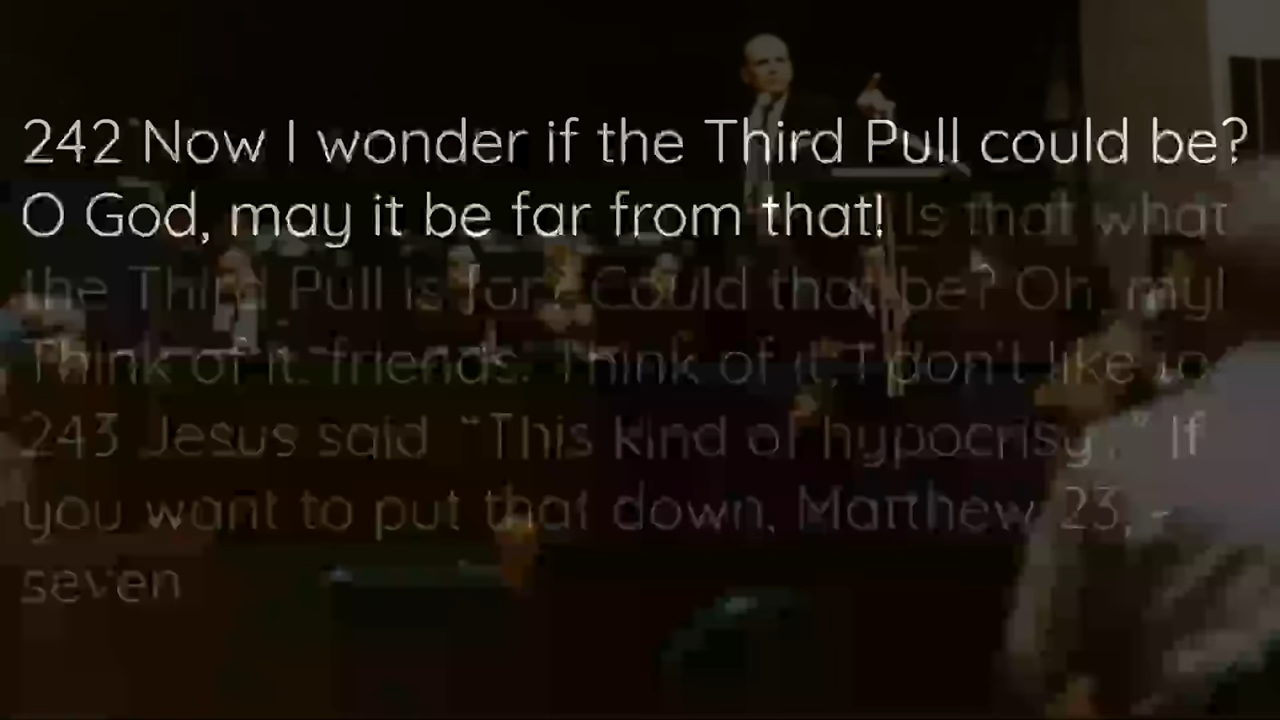 242 Now I wonder if the Third Pull could be?
O God, may it be far from that! Is that what
the Third Pull is for? Could that be? Oh, my!
Think of it, friends. Think of it. I don't like to
243 Jesus said "This kind of hypocrisy." If
you want to put that down, Matthew 23,
seven